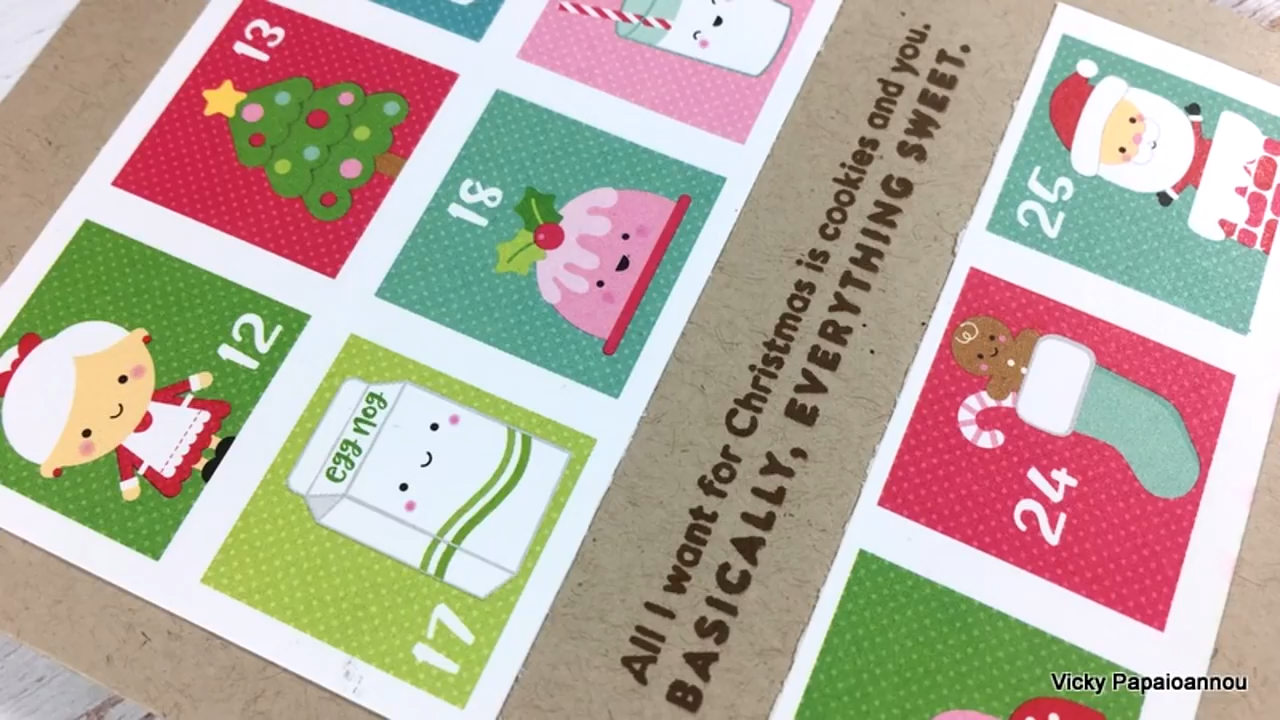 13
18
12
egg nog
17
All I want for Christmas is cookies and you.
BASICALLY, EVERYTHING SWEET.
25
24
Vicky Papaioannou